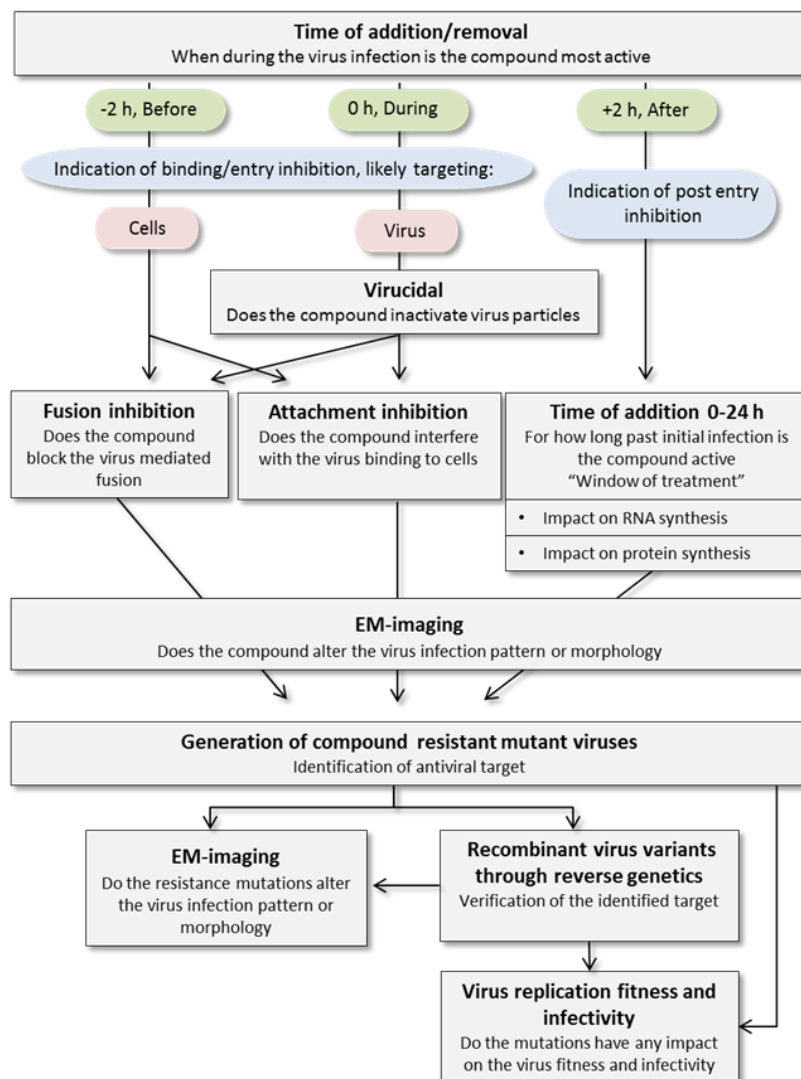 Time of addition/removal
When during the virus infection is the compound most active
-2 h, Before
0 h, During
+2 h, After
Indication of binding/entry inhibition, likely targeting:
Indication of post entry
inhibition
Cells
Virus
Virucidal
Does the compound inactivate virus particles
Fusion inhibition
Does the compound
block the virus mediated
fusion
Attachment inhibition
Does the compound interfere
with the virus binding to cells
Time of addition 0-24 h
For how long past initial infection is
the compound active
“Window of treatment”
• Impact on RNA synthesis
• Impact on protein synthesis
EM-imaging
Does the compound alter the virus infection pattern or morphology
Generation of compound resistant mutant viruses
Identification of antiviral target
EM-imaging
Do the resistance mutations alter
the virus infection pattern or
morphology
Recombinant virus variants
through reverse genetics
Verification of the identified target
Virus replication fitness and
infectivity
Do the mutations have any impact
on the virus fitness and infectivity